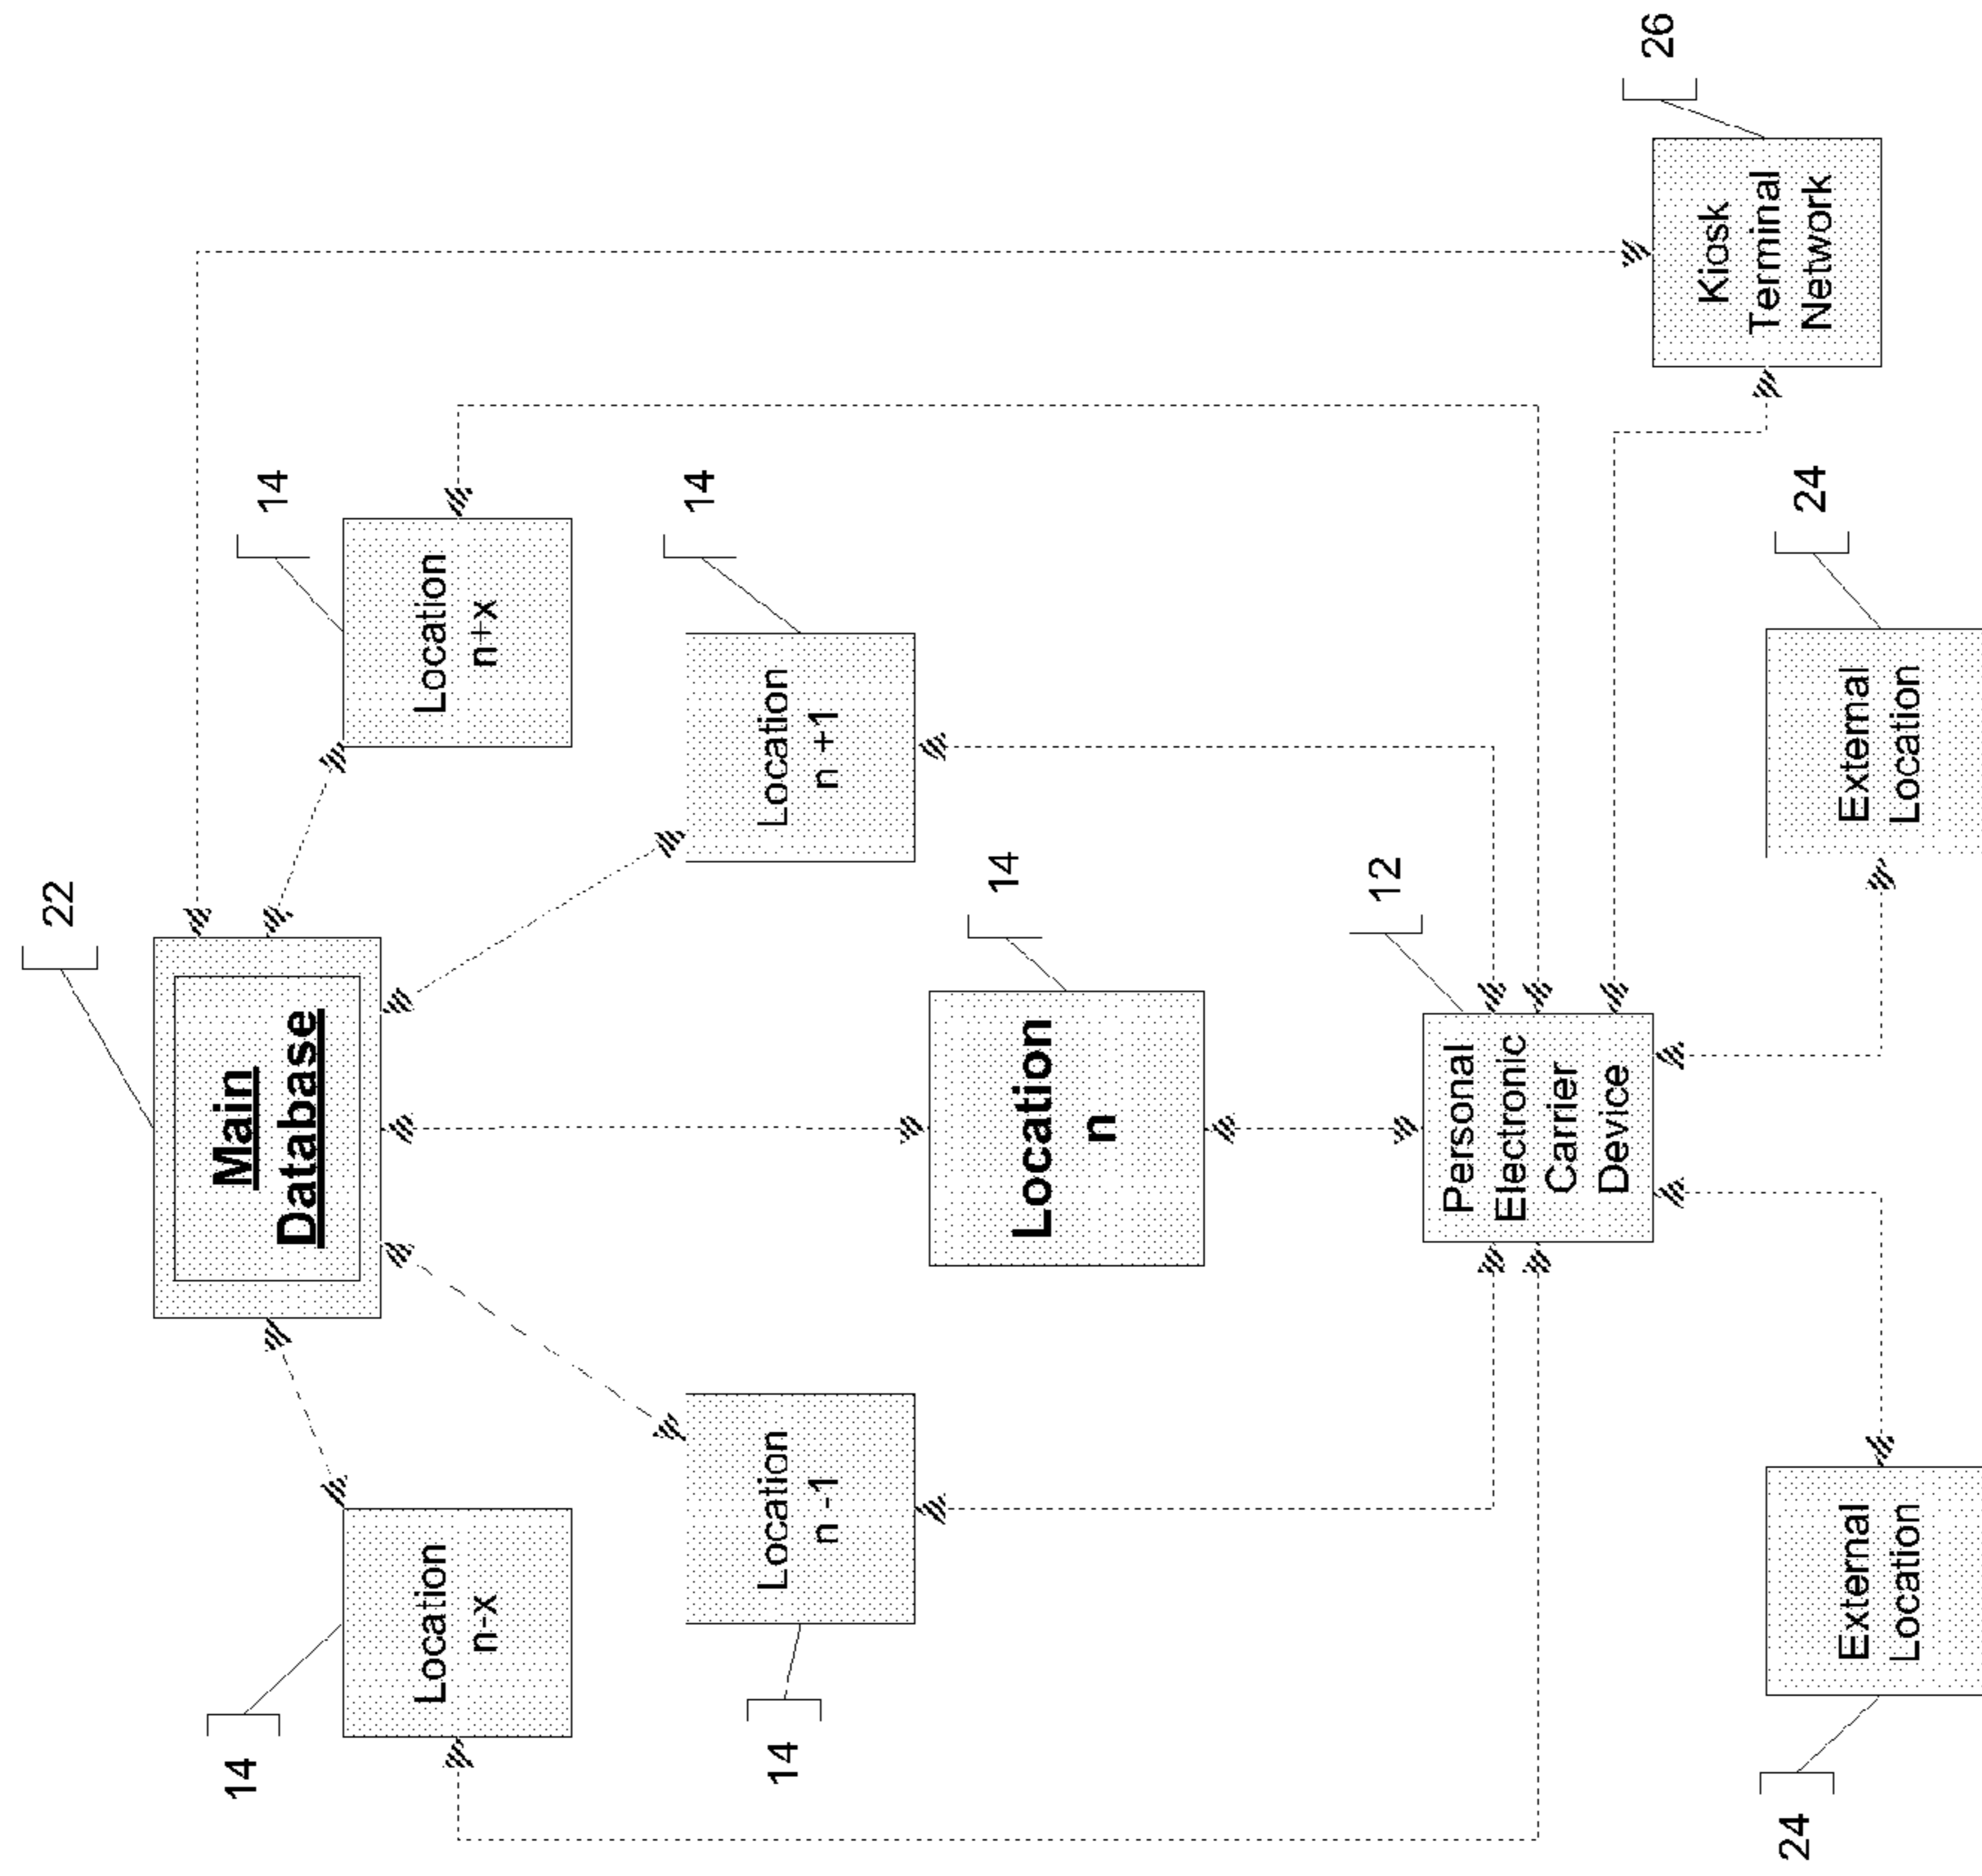 22
Main
Database
14
Location
n-x
14
Location
n+x
14
Location
n -1
14
Location
n +1
14
Location
n
12
Personal
Electronic
Carrier
Device
26
Kiosk
Terminal
Network
24
External
Location
24
External
Location